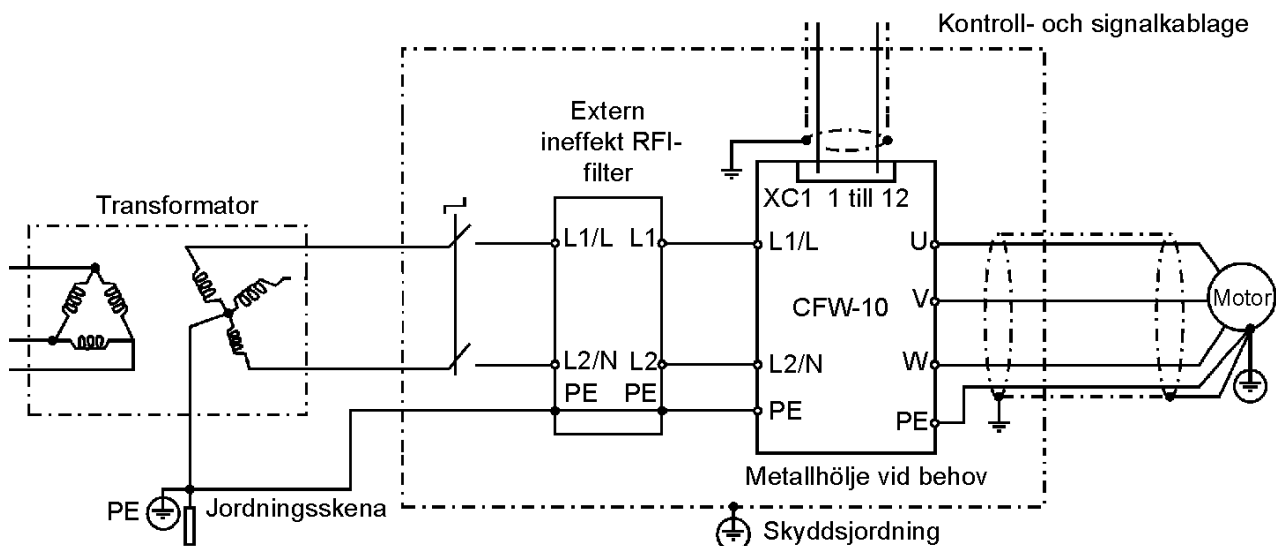 Kontroll- och signalkablage
Extern
ineffekt RFI-
filter
Transformator
XC1 1 till 12
L1/L L1
L1/L
U
CFW-10
V
Motor
L2/N L2
L2/N
W
PE PE
PE
PE
Metallhölje vid behov
PE
Jordningsskena
Skyddsjordning